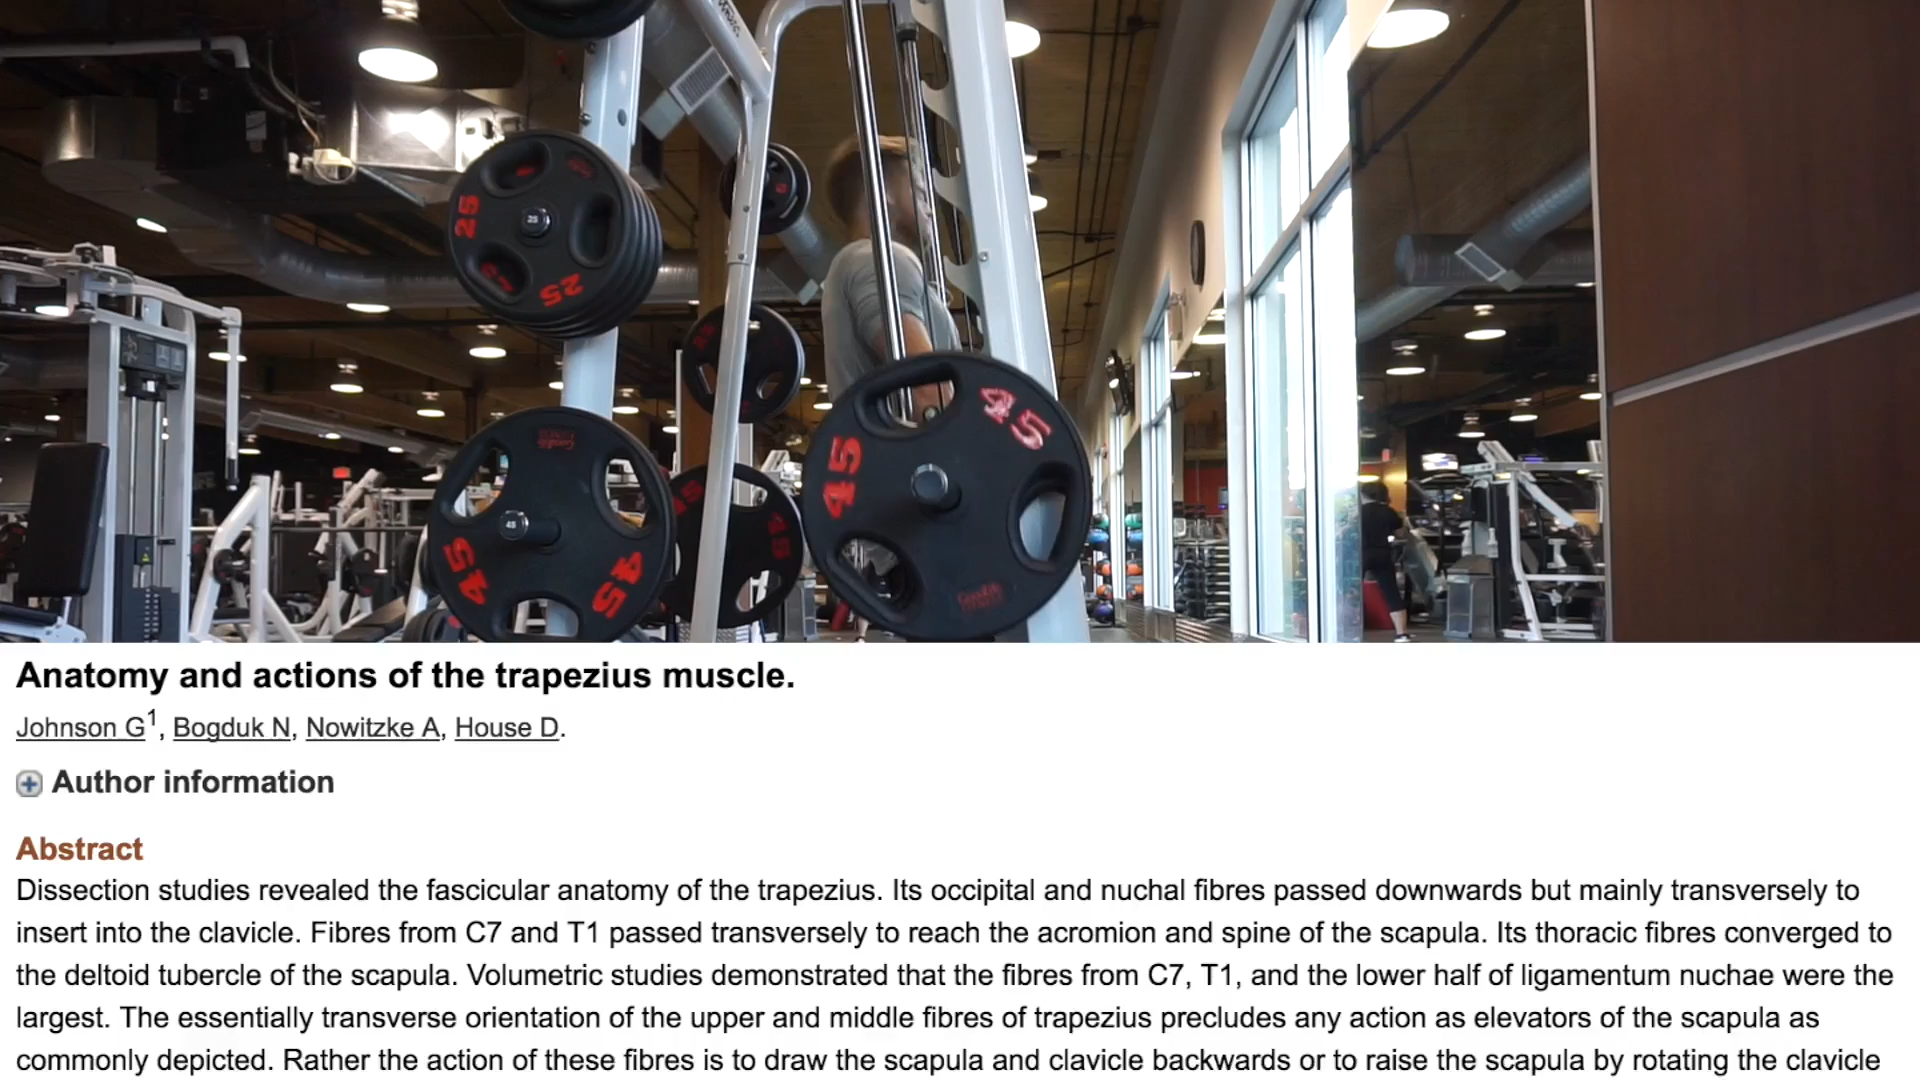 25
25
25
45
45
45
45
45
45
45
Anatomy and actions of the trapezius muscle.
Johnson G1, Bogduk N, Nowitzke A, House D.
Author information
Abstract
Dissection studies revealed the fascicular anatomy of the trapezius. Its occipital and nuchal fibres passed downwards but mainly transversely to
insert into the clavicle. Fibres from C7 and T1 passed transversely to reach the acromion and spine of the scapula. Its thoracic fibres converged to
the deltoid tubercle of the scapula. Volumetric studies demonstrated that the fibres from C7, T1, and the lower half of ligamentum nuchae were the
largest. The essentially transverse orientation of the upper and middle fibres of trapezius precludes any action as elevators of the scapula as
commonly depicted. Rather the action of these fibres is to draw the scapula and clavicle backwards or to raise the scapula by rotating the clavicle